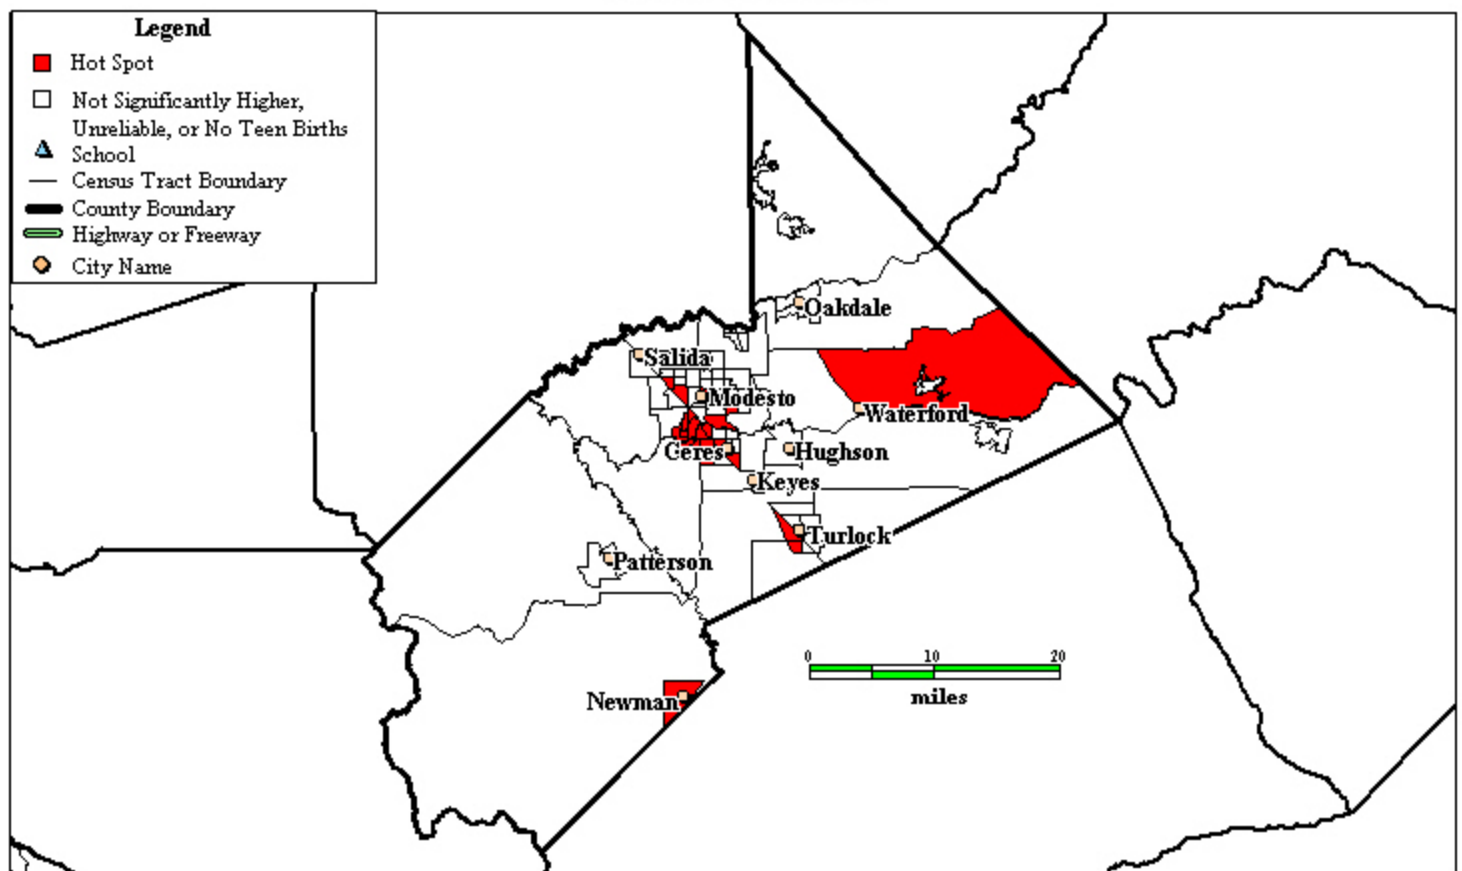 Legend
Hot Spot
Not Significantly Higher,
Unreliable, or No Teen Births
School
Census Tract Boundary
County Boundary
Highway or Freeway
City Name
Oakdale
Salida
Modesto
Waterford
Ceres
Hughson
Keyes
Turlock
Patterson
Newman
0 10 20
miles